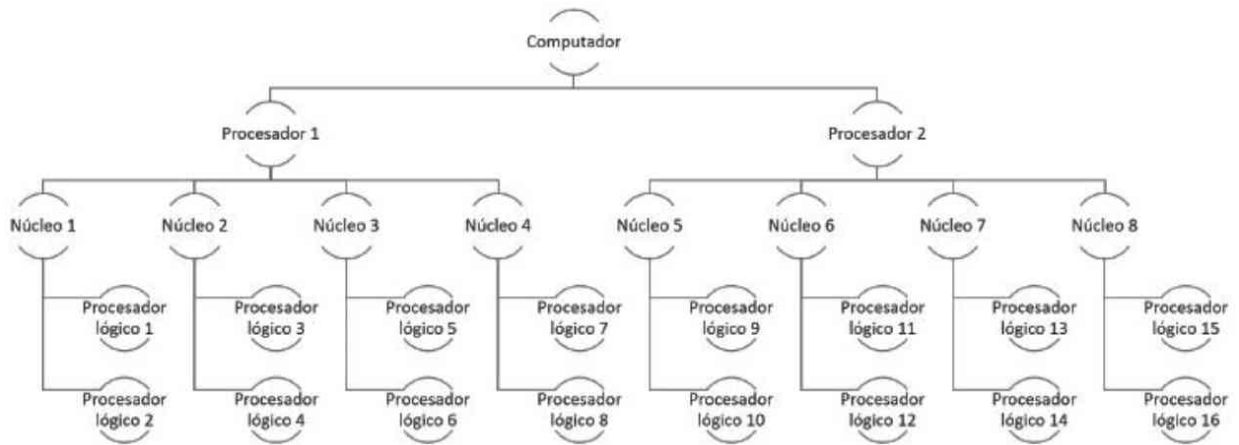 Computador
Procesador 1
Procesador 2
Núcleo 1
Núcleo 2
Núcleo 3
Núcleo 4
Núcleo 5
Núcleo 6
Núcleo 7
Núcleo 8
Procesador
lógico 1
Procesador
lógico 3
Procesador
lógico 5
Procesador
lógico 7
Procesador
lógico 9
Procesador
lógico 11
Procesador
lógico 13
Procesador
lógico 15
Procesador
lógico 2
Procesador
lógico 4
Procesador
lógico 6
Procesador
lógico 8
Procesador
lógico 10
Procesador
lógico 12
Procesador
lógico 14
Procesador
lógico 16